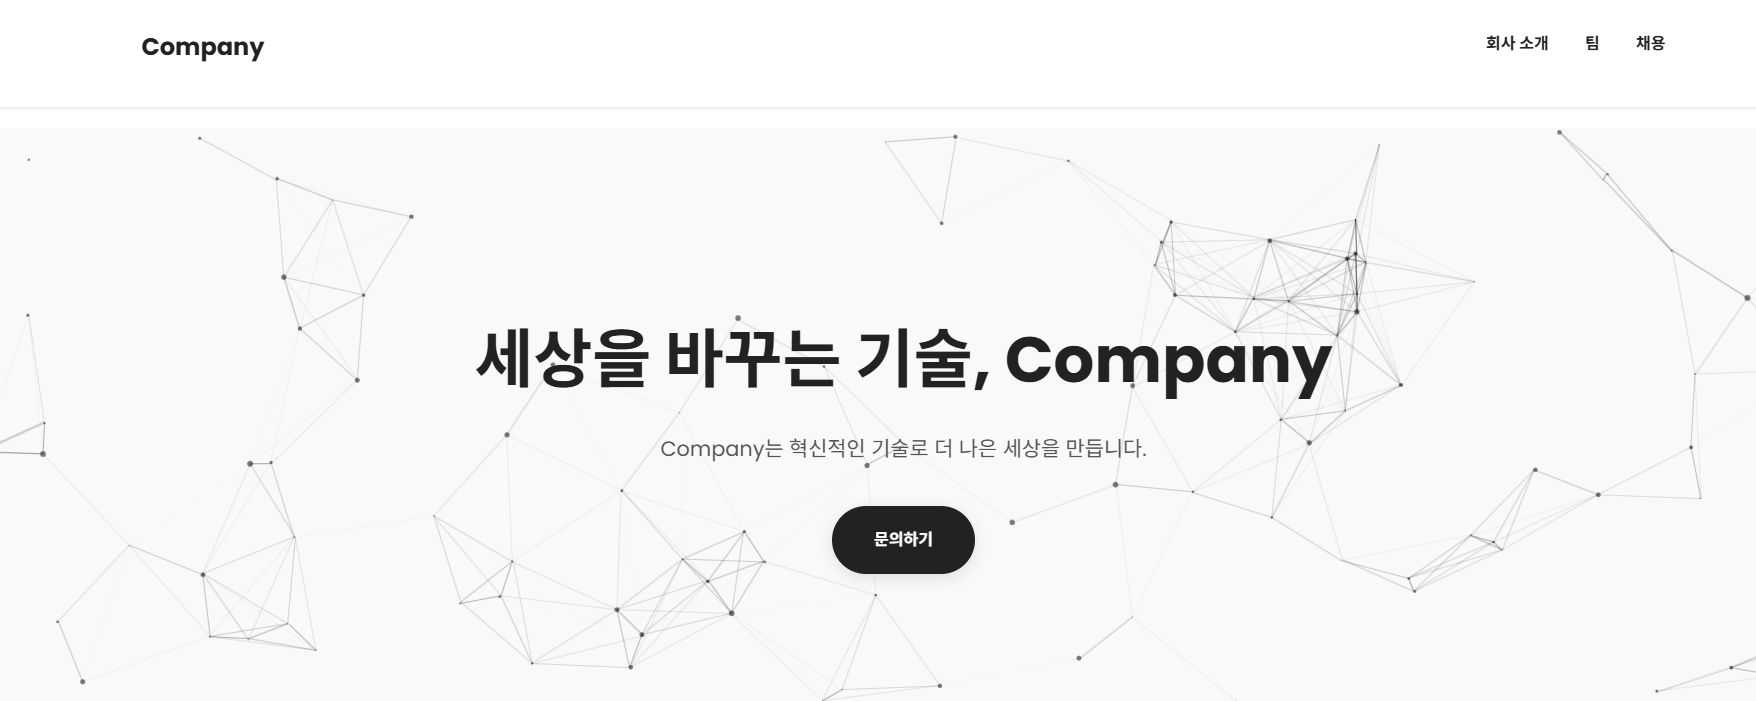 Company
회사 소개
팀
채용
세상을 바꾸는 기술, Company
Company는 혁신적인 기술로 더 나은 세상을 만듭니다.
문의하기